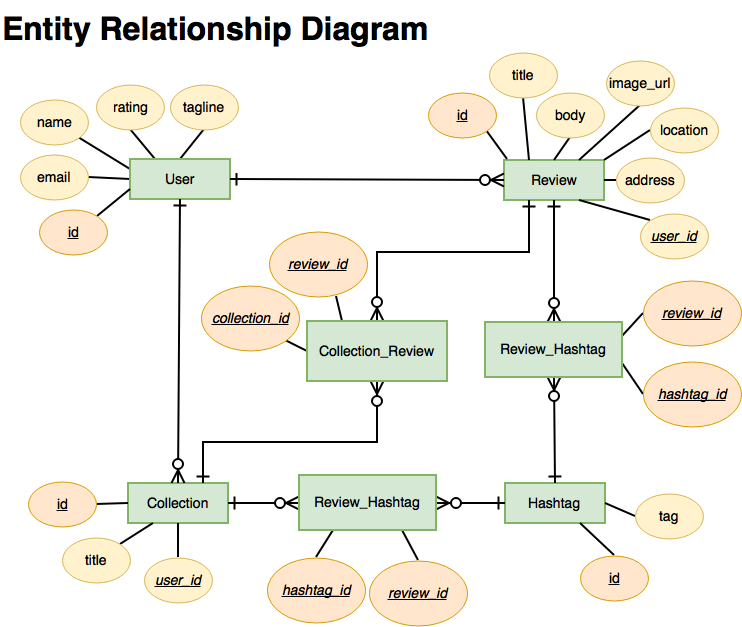 Entity Relationship Diagram
title
image_url
name
rating
tagline
id
body
location
email
User
Review
address
id
user_id
review_id
collection_id
review_id
Collection_Review
Review_Hashtag
hashtag_id
id
Collection
Review_Hashtag
Hashtag
tag
title
user_id
hashtag_id
review_id
id